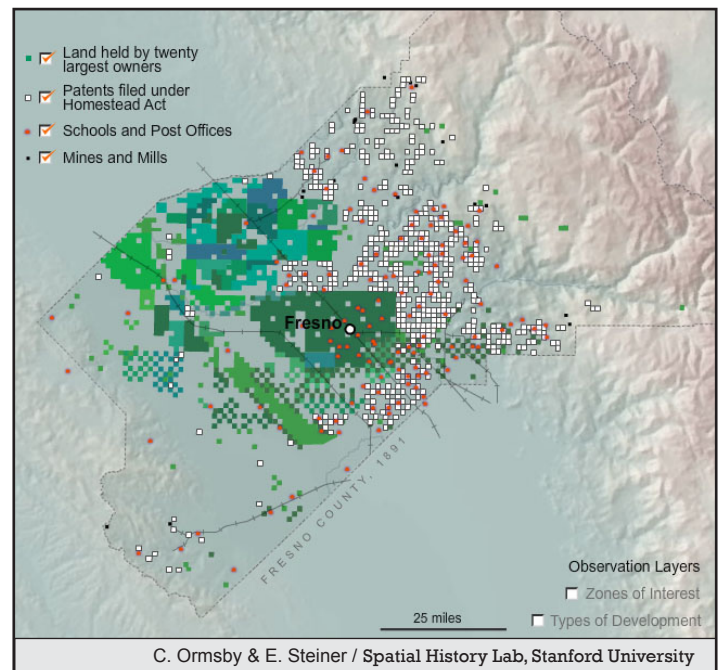 Land held by twenty
largest owners
Patents filed under
Homestead Act
Schools and Post Offices
Mines and Mills
Fresno
FRESNO COUNTY, 1891
Observation Layers
Zones of Interest
25 miles
Types of Development
C. Ormsby & E. Steiner / Spatial History Lab, Stanford University